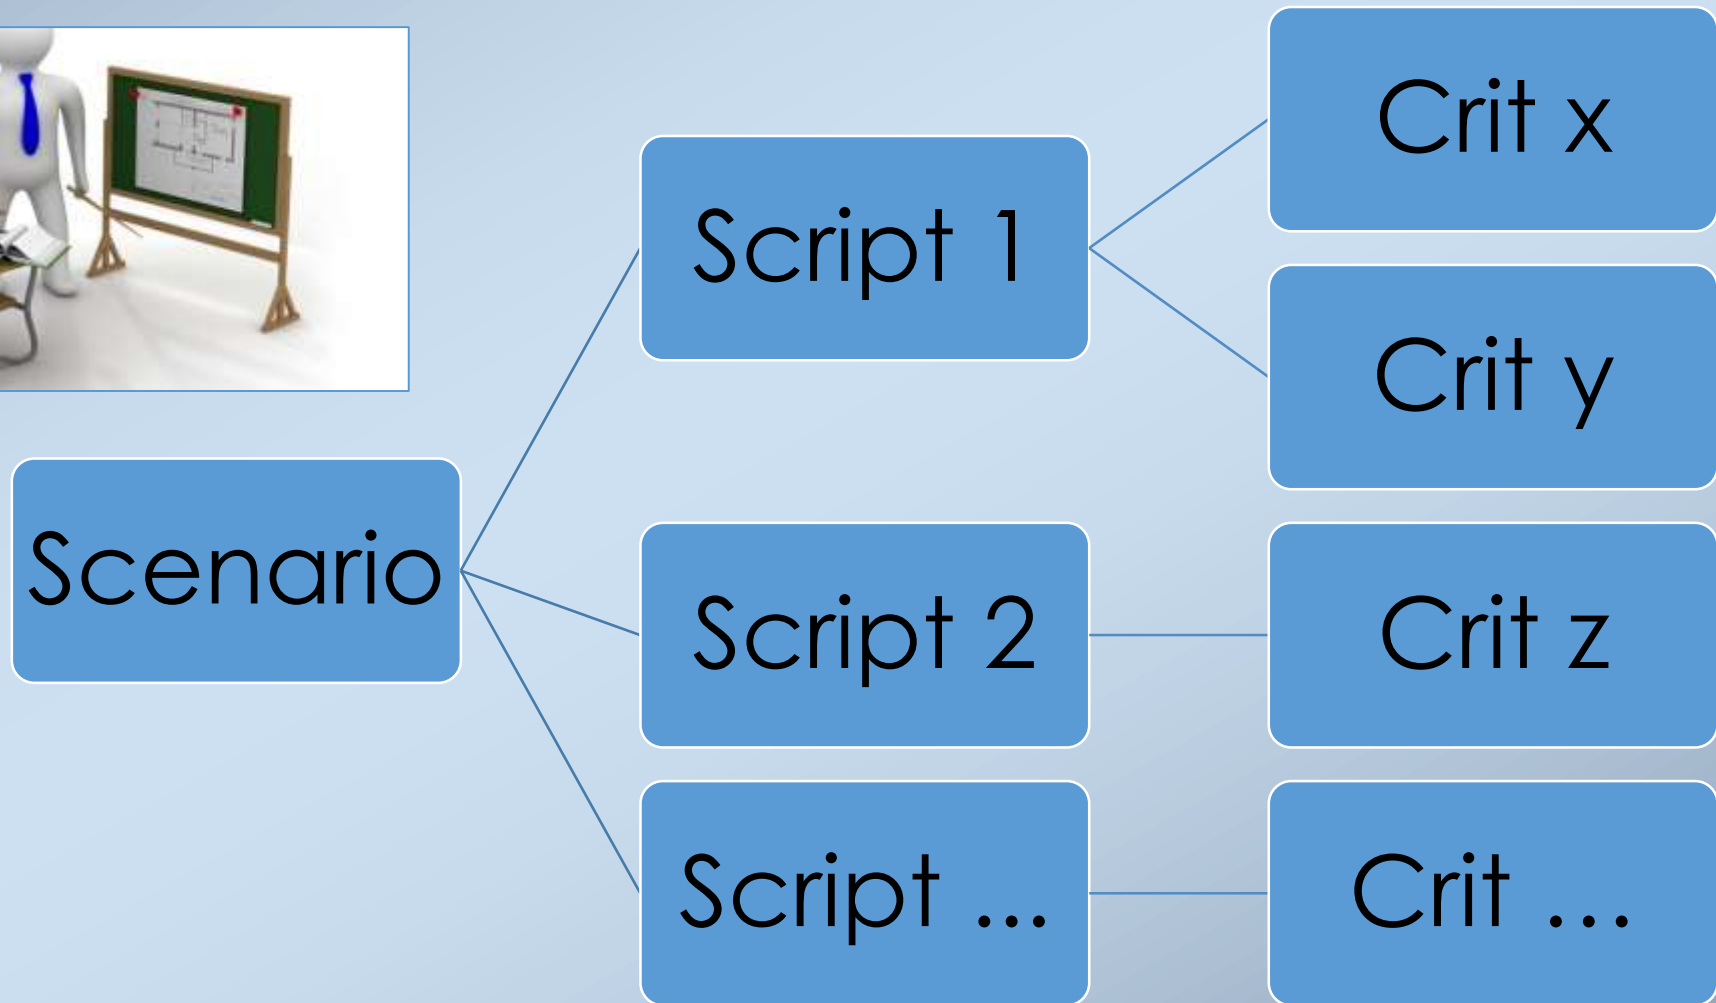 Scenario
Script 1
Crit x
Crit y
Script 2
Crit z
Script ...
Crit …